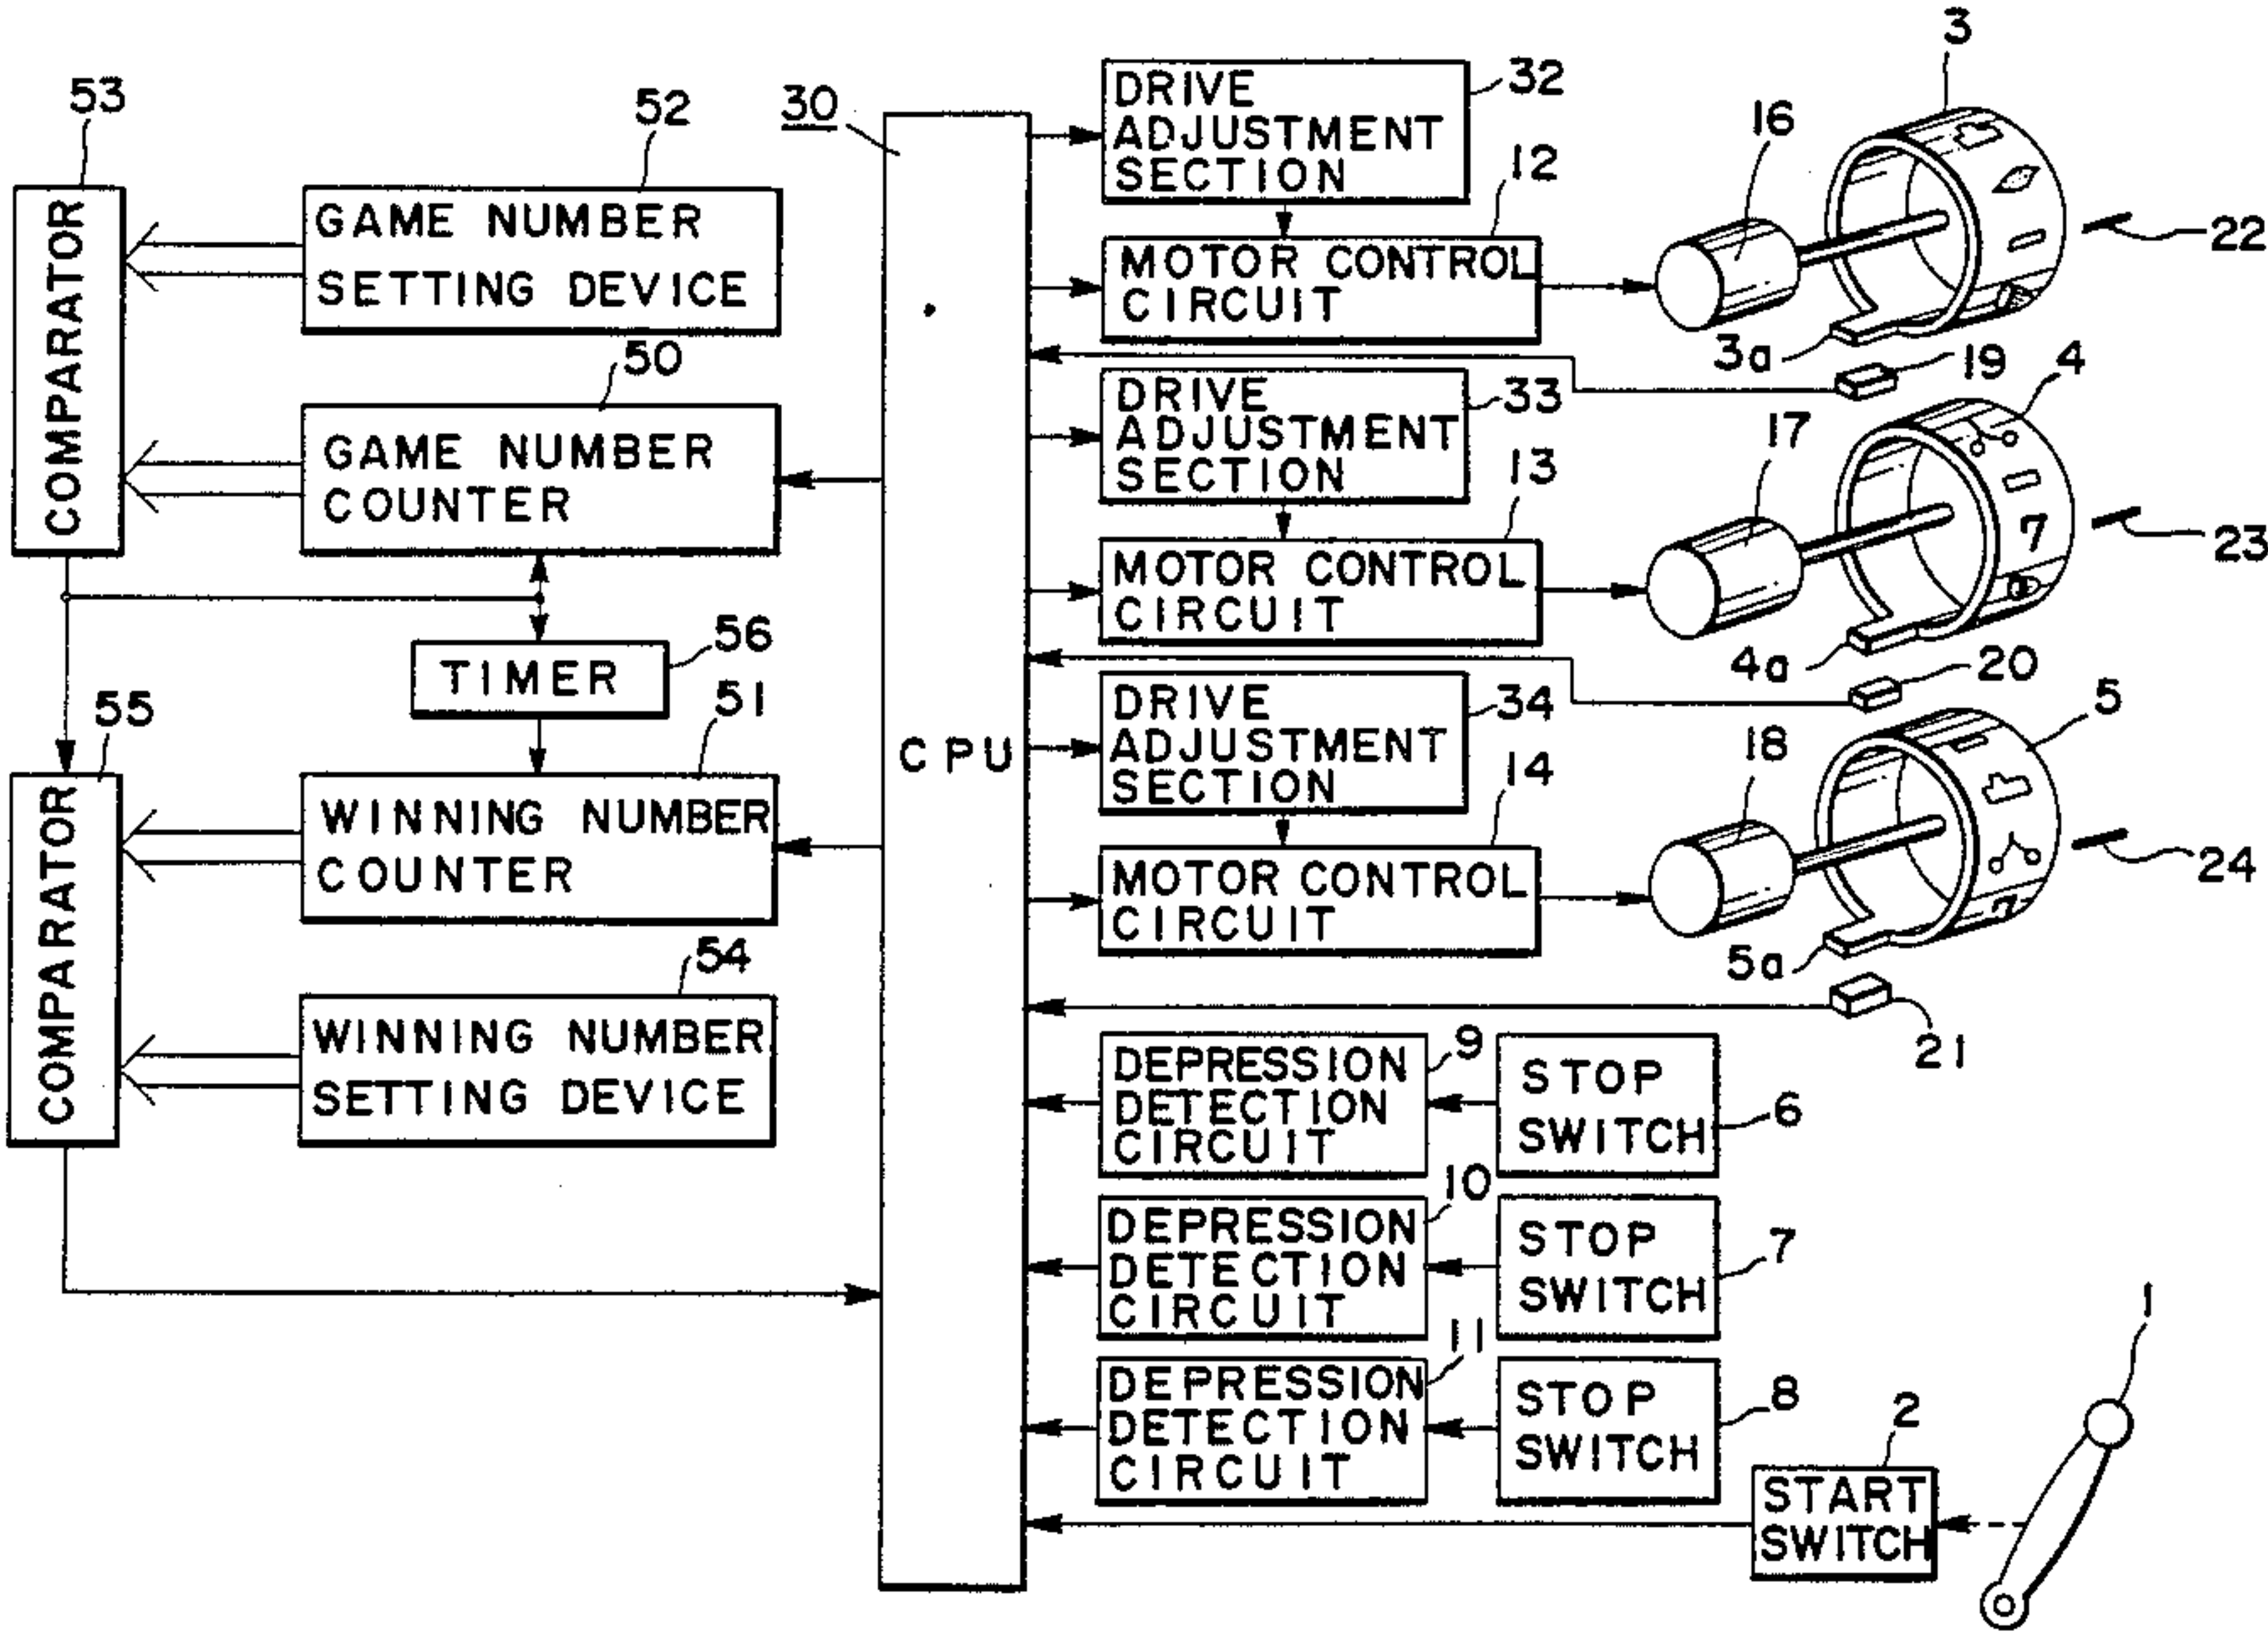 53
COMPARATOR
52
GAME NUMBER
SETTING DEVICE
50
GAME NUMBER
COUNTER
56
TIMER
55
COMPARATOR
51
WINNING NUMBER
COUNTER
54
WINNING NUMBER
SETTING DEVICE
30
CPU
32
DRIVE
ADJUSTMENT
SECTION
12
MOTOR CONTROL
CIRCUIT
16
3
22
3a
19
33
DRIVE
ADJUSTMENT
SECTION
13
MOTOR CONTROL
CIRCUIT
17
4
7
23
4a
20
34
DRIVE
ADJUSTMENT
SECTION
14
MOTOR CONTROL
CIRCUIT
18
5
7
24
5a
21
9
DEPRESSION
DETECTION
CIRCUIT
STOP
SWITCH
6
10
DEPRESSION
DETECTION
CIRCUIT
STOP
SWITCH
7
11
DEPRESSION
DETECTION
CIRCUIT
STOP
SWITCH
8
2
START
SWITCH
1